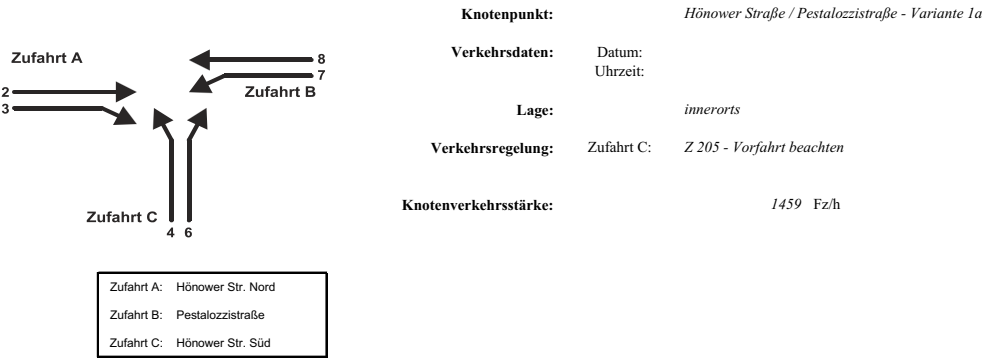 Knotenpunkt: Hönower Straße / Pestalozzistraße - Variante 1a
Verkehrsdaten: Datum:
Uhrzeit:
Lage: innerorts
Verkehrsregelung: Zufahrt C: Z 205 - Vorfahrt beachten
Knotenverkehrsstärke: 1459 Fz/h
Zufahrt A
8
7
2
Zufahrt B
3
Zufahrt C
4 6
Zufahrt A: Hönower Str. Nord
Zufahrt B: Pestalozzistraße
Zufahrt C: Hönower Str. Süd